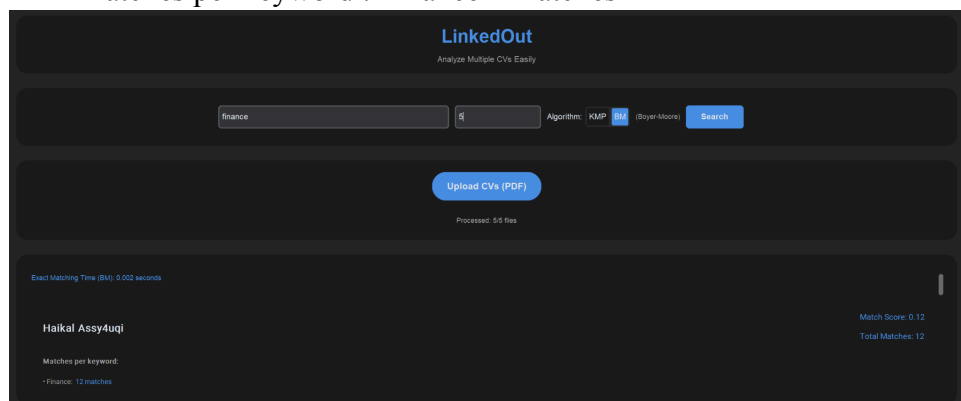 LinkedOut
Analyze Multiple CVs Easily
finance 5 Algorithm: KMP BM (Boyer-Moore) Search
Upload CVs (PDF)
Processed: 5/5 files
Exact Matching Time (BM): 0.002 seconds
Match Score: 0.12
Haikal Assy4uqi
Total Matches: 12
Matches per keyword:
• Finance: 12 matches